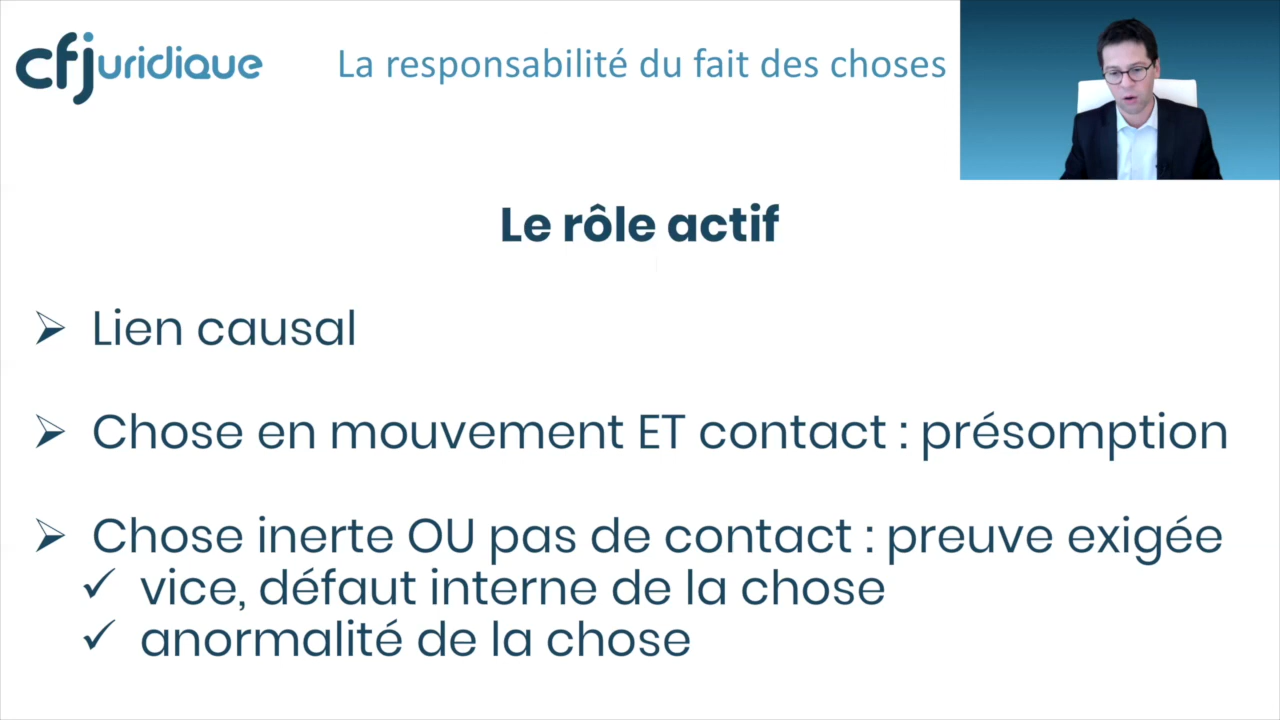 cfjuridique
La responsabilité du fait des choses
Le rôle actif
➢ Lien causal
➢ Chose en mouvement ET contact : présomption
➢ Chose inerte OU pas de contact : preuve exigée
✓ vice, défaut interne de la chose
✓ anormalité de la chose